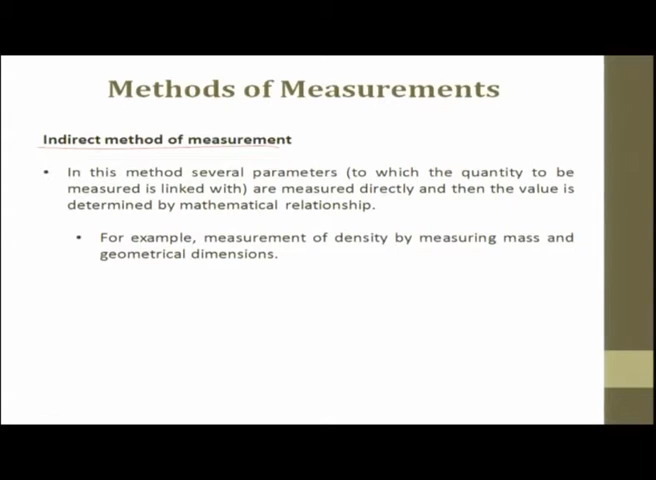 Methods of Measurements
Indirect method of measurement
• In this method several parameters (to which the quantity to be
measured is linked with) are measured directly and then the value is
determined by mathematical relationship.
• For example, measurement of density by measuring mass and
geometrical dimensions.